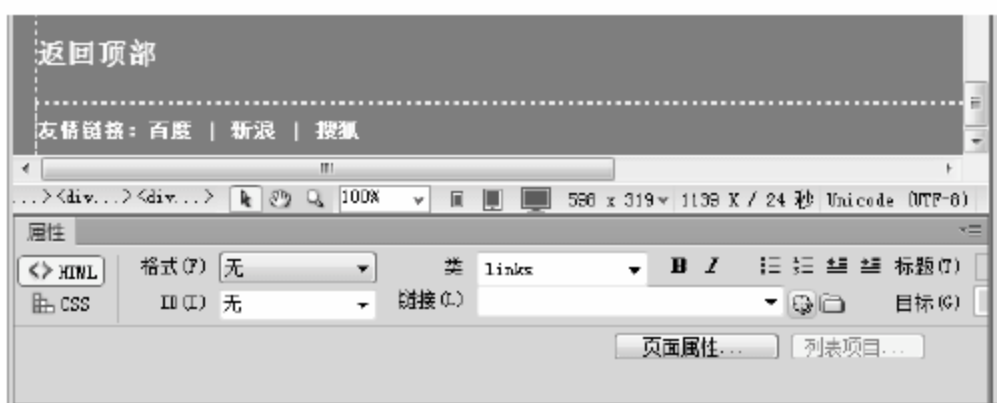 返回顶部
友情链接：百度 | 新浪 | 搜狐
...><div...><div...> 100% 598 x 319 1139 K / 24 秒 Unicode (UTF-8)
属性
<> HTML 格式(F) 无 类 links B I 标题(T)
CSS ID(I) 无 链接(L) 目标(G)
页面属性... 列表项目...